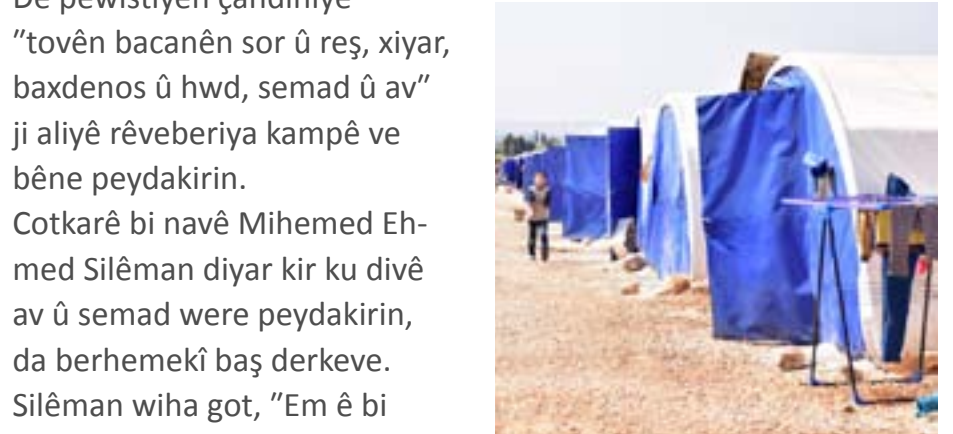 De pêwîstiyên çandiniyê
"tovên bacanên sor û reş, xiyar,
baxdenos û hwd, semad û av"
ji aliyê rêveberiya kampê ve
bêne peydakirin.
Cotkarê bi navê Mihemed Eh-
med Silêman diyar kir ku divê
av û semad were peydakirin,
da berhemekî baş derkeve.
Silêman wiha got, "Em ê bi